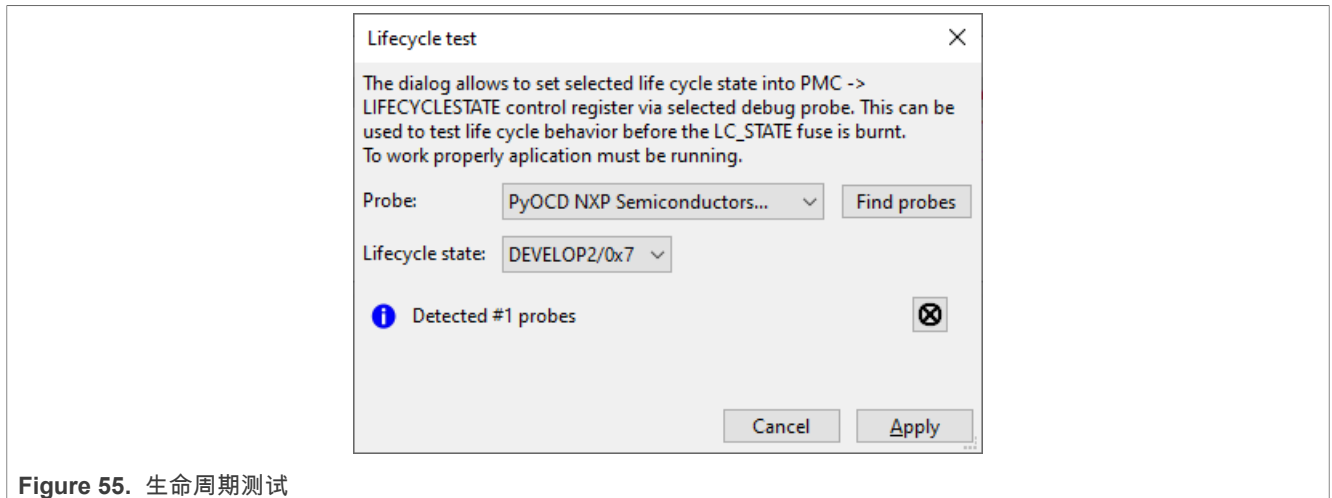 Lifecycle test
The dialog allows to set selected life cycle state into PMC ->
LIFECYCLESTATE control register via selected debug probe. This can be
used to test life cycle behavior before the LC_STATE fuse is burnt.
To work properly aplication must be running.
Probe: PyOCD NXP Semiconductors... Find probes
Lifecycle state: DEVELOP2/0x7
Detected #1 probes
Cancel Apply
Figure 55. 生命周期测试